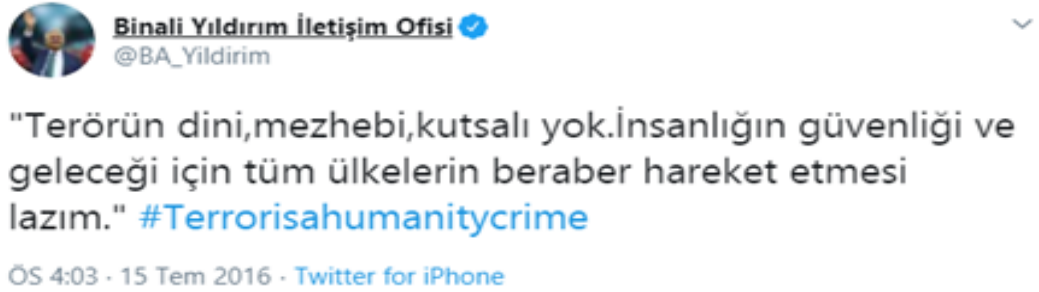 Binali Yıldırım İletişim Ofisi
@BA_Yildirim
"Terörün dini,mezhebi,kutsalı yok.İnsanlığın güvenliği ve
geleceği için tüm ülkelerin beraber hareket etmesi
lazım." #Terrorisahumanitycrime
ÖS 4:03 · 15 Tem 2016 · Twitter for iPhone